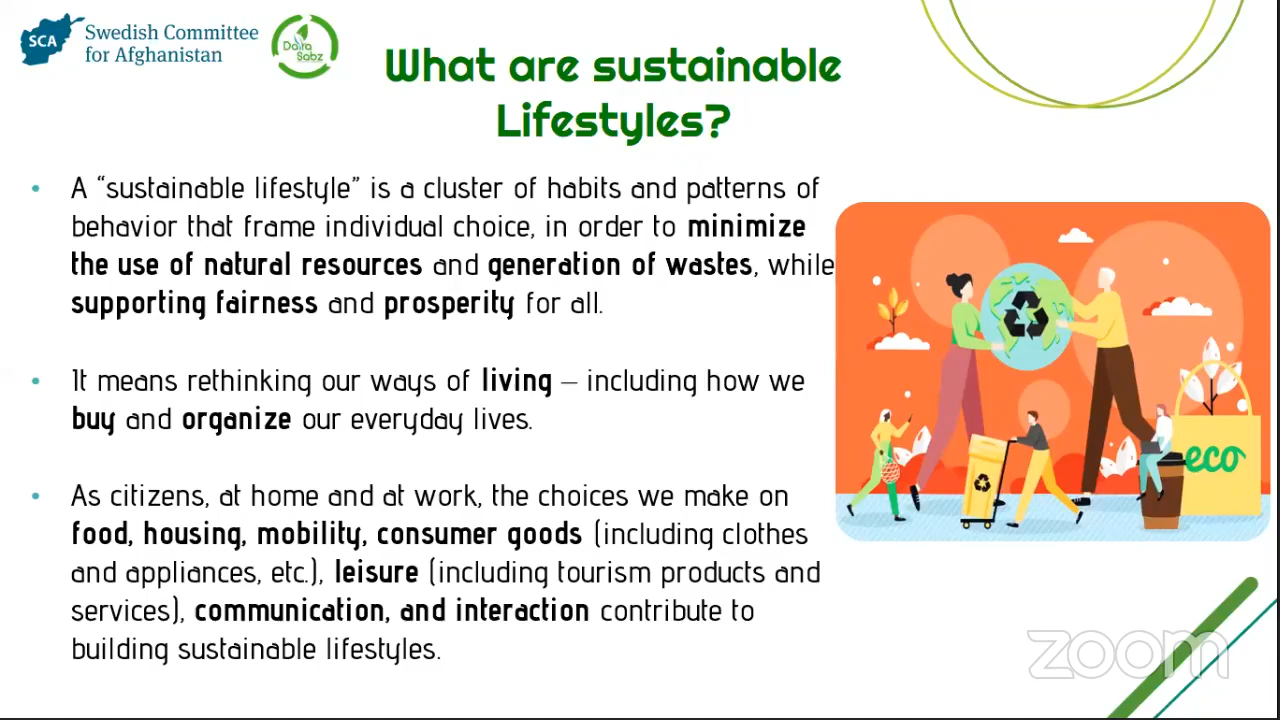 SCA
Swedish Committee
for Afghanistan
Daira
Sabz
What are sustainable
Lifestyles?
• A “sustainable lifestyle” is a cluster of habits and patterns of
behavior that frame individual choice, in order to minimize
the use of natural resources and generation of wastes, while
supporting fairness and prosperity for all.
• It means rethinking our ways of living – including how we
buy and organize our everyday lives.
• As citizens, at home and at work, the choices we make on
food, housing, mobility, consumer goods (including clothes
and appliances, etc.), leisure (including tourism products and
services), communication, and interaction contribute to
building sustainable lifestyles.
eco
zoom